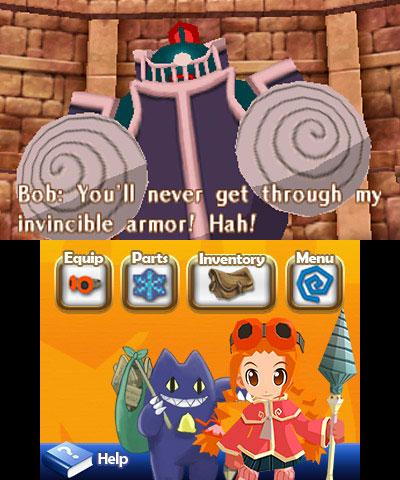 Bob: You'll never get through my
invincible armor! Hah!
Equip Parts Inventory Menu
Help